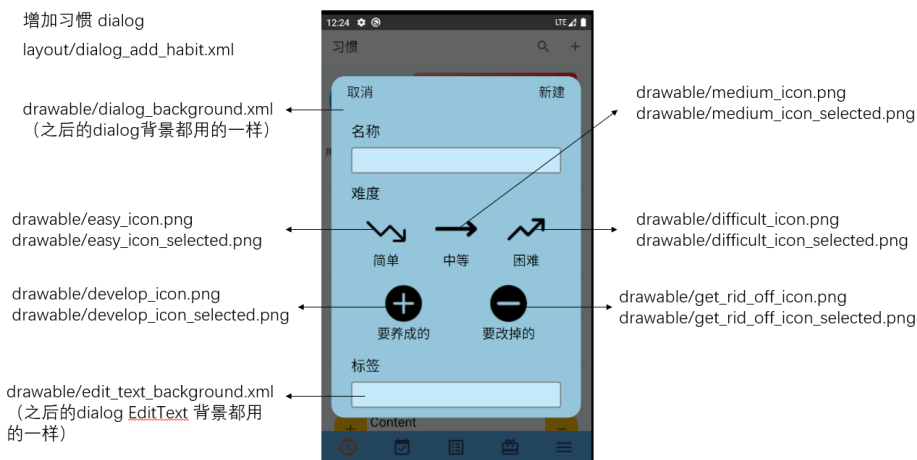 增加习惯 dialog
layout/dialog_add_habit.xml
drawable/dialog_background.xml
（之后的dialog背景都用的一样）
drawable/easy_icon.png
drawable/easy_icon_selected.png
drawable/develop_icon.png
drawable/develop_icon_selected.png
drawable/edit_text_background.xml
（之后的dialog EditText 背景都用
的一样）
12:24
LTE
习惯
取消
新建
名称
难度
简单
中等
困难
要养成的
要改掉的
标签
Content
drawable/medium_icon.png
drawable/medium_icon_selected.png
drawable/difficult_icon.png
drawable/difficult_icon_selected.png
drawable/get_rid_off_icon.png
drawable/get_rid_off_icon_selected.png